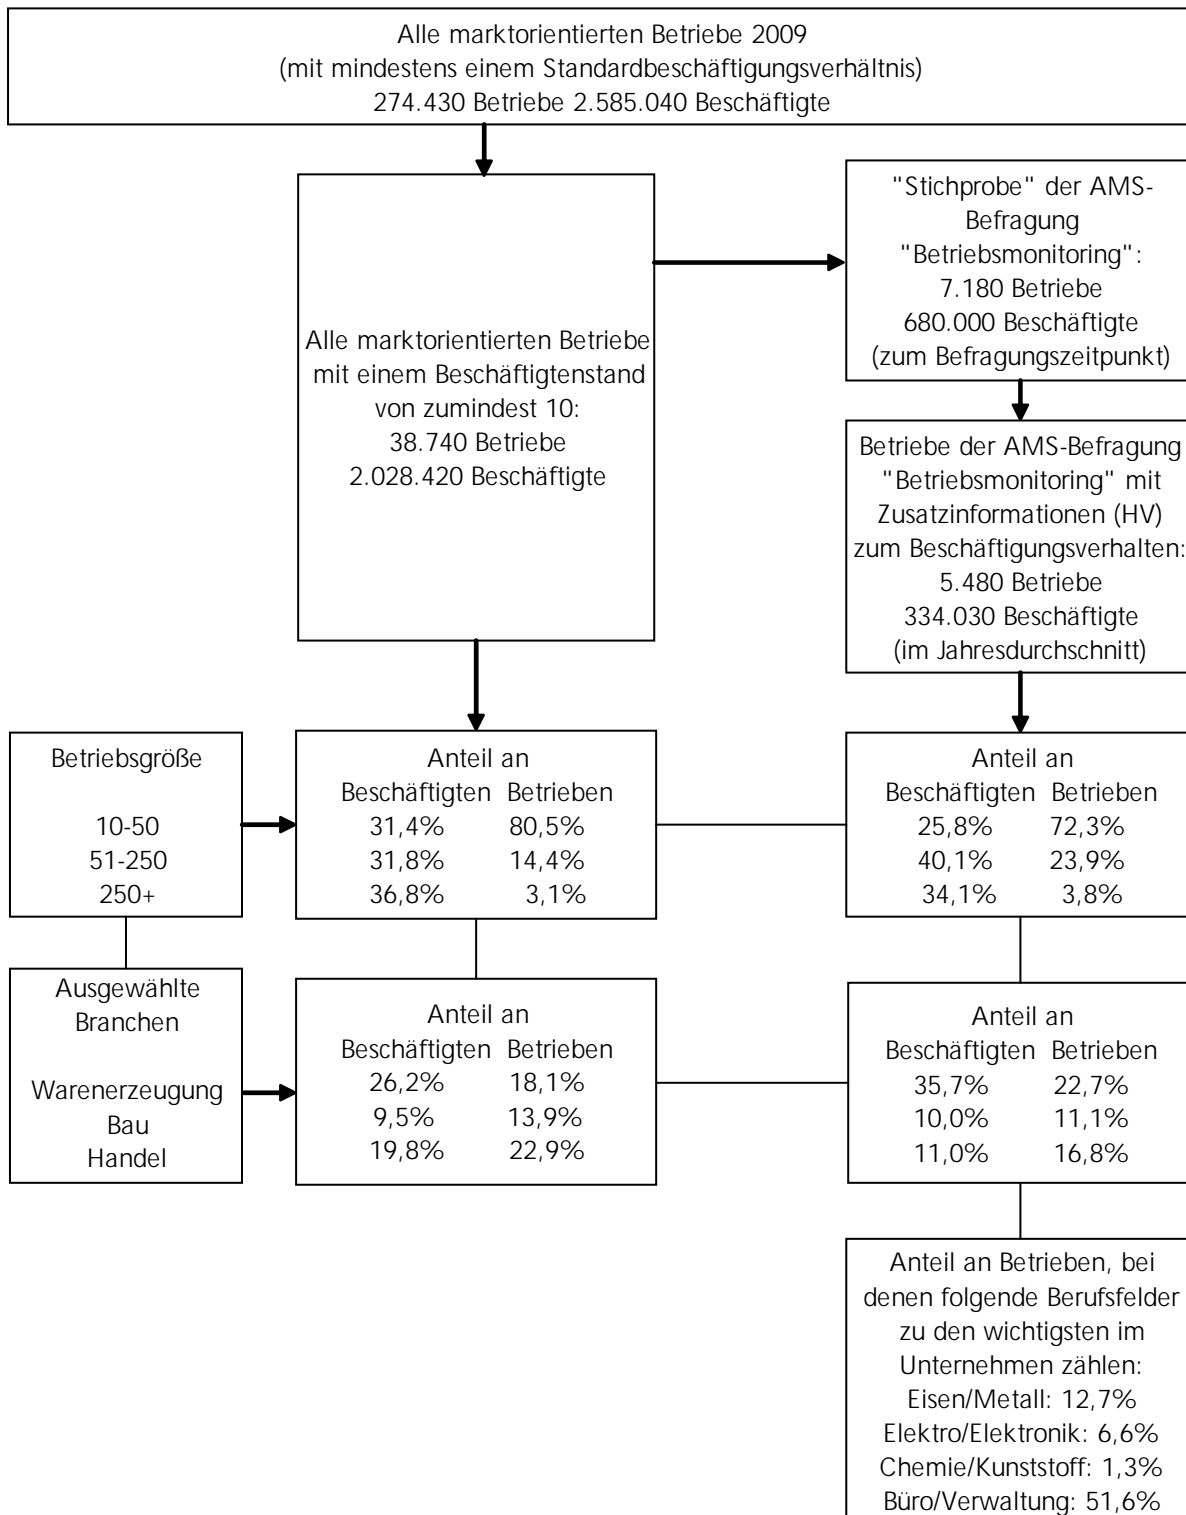 Alle marktorientierten Betriebe 2009
(mit mindestens einem Standardbeschäftigungsverhältnis)
274.430 Betriebe 2.585.040 Beschäftigte
Alle marktorientierten Betriebe
mit einem Beschäftigtenstand
von zumindest 10:
38.740 Betriebe
2.028.420 Beschäftigte
"Stichprobe" der AMS-
Befragung
"Betriebsmonitoring":
7.180 Betriebe
680.000 Beschäftigte
(zum Befragungszeitpunkt)
Betriebe der AMS-Befragung
"Betriebsmonitoring" mit
Zusatzinformationen (HV)
zum Beschäftigungsverhalten:
5.480 Betriebe
334.030 Beschäftigte
(im Jahresdurchschnitt)
Betriebsgröße
10-50
51-250
250+
Anteil an
Beschäftigten Betrieben
31,4% 80,5%
31,8% 14,4%
36,8% 3,1%
Anteil an
Beschäftigten Betrieben
25,8% 72,3%
40,1% 23,9%
34,1% 3,8%
Ausgewählte
Branchen
Warenerzeugung
Bau
Handel
Anteil an
Beschäftigten Betrieben
26,2% 18,1%
9,5% 13,9%
19,8% 22,9%
Anteil an
Beschäftigten Betrieben
35,7% 22,7%
10,0% 11,1%
11,0% 16,8%
Anteil an Betrieben, bei
denen folgende Berufsfelder
zu den wichtigsten im
Unternehmen zählen:
Eisen/Metall: 12,7%
Elektro/Elektronik: 6,6%
Chemie/Kunststoff: 1,3%
Büro/Verwaltung: 51,6%